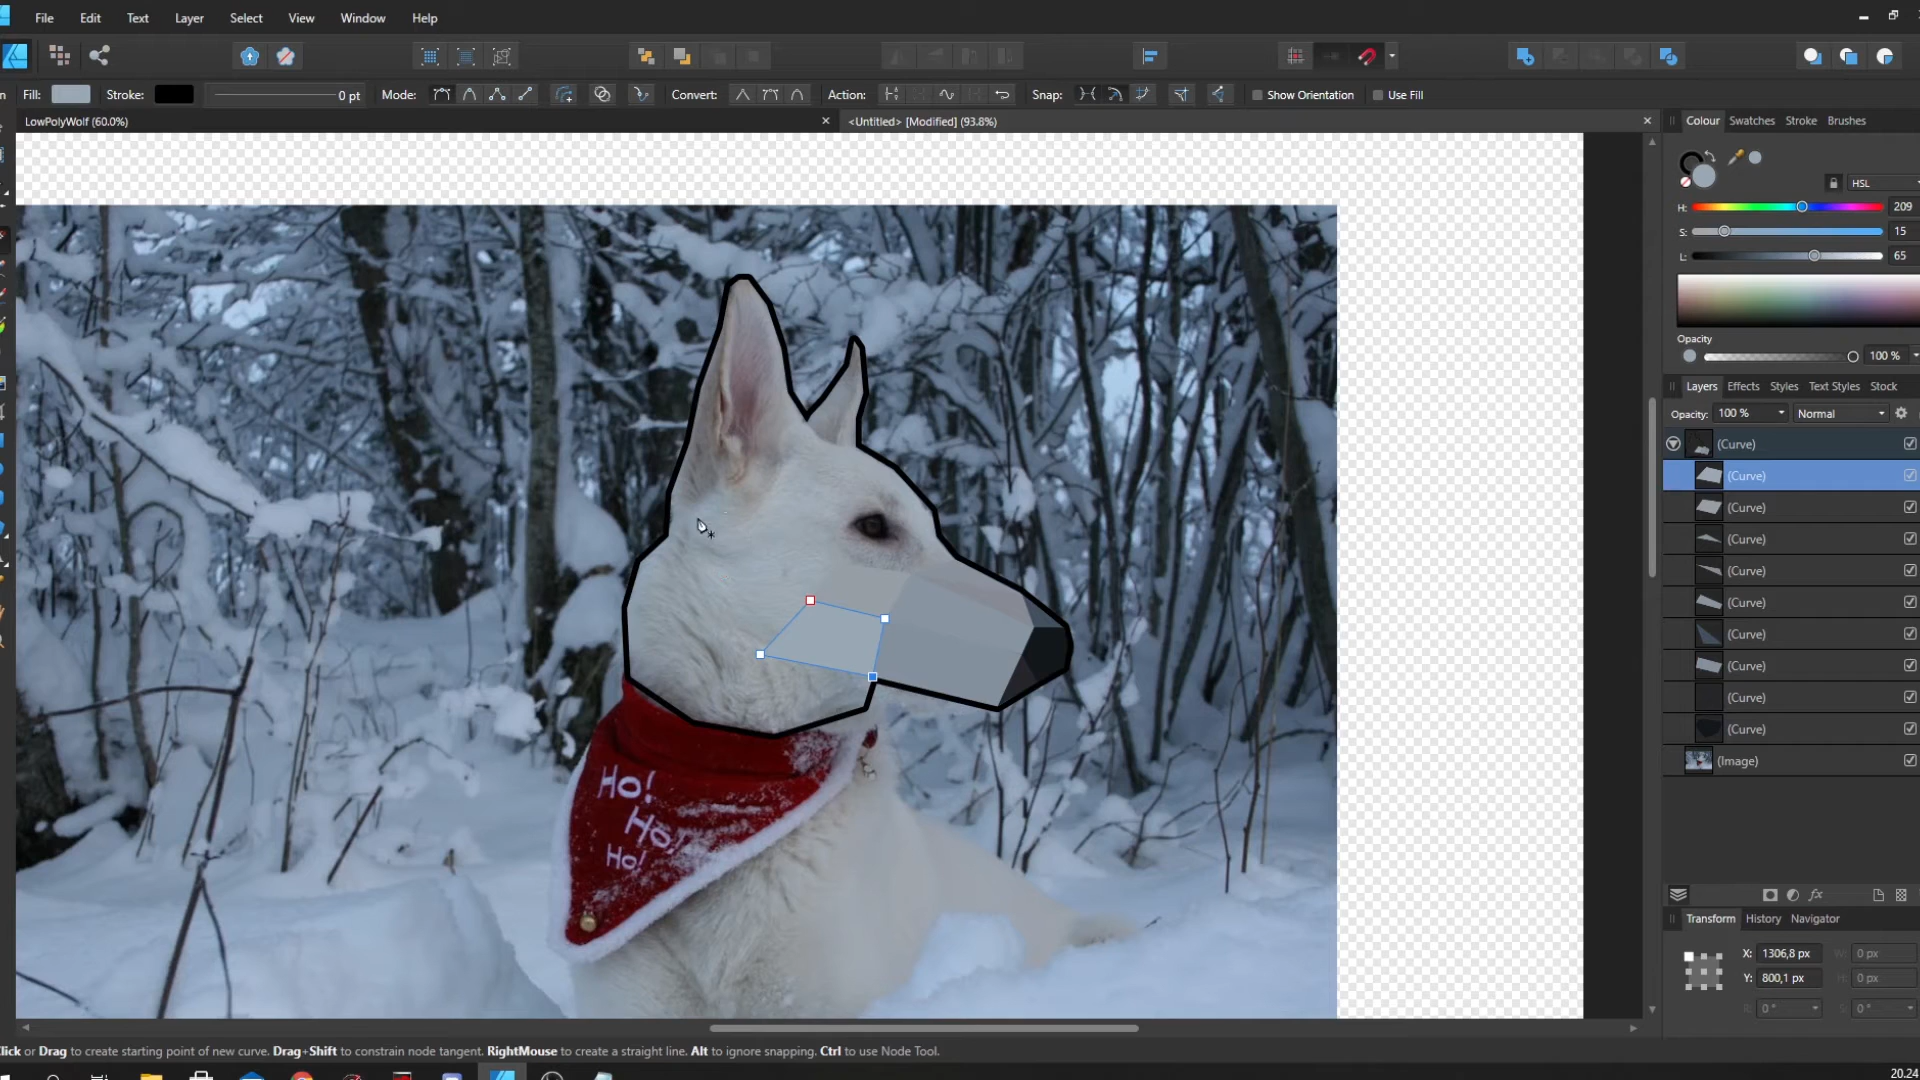 File Edit Text Layer Select View Window Help
Fill: Stroke: 0 pt Mode: Convert: Action: Snap: Show Orientation Use Fill
LowPolyWolf (60.0%) <Untitled> [Modified] (93.8%)
Colour Swatches Stroke Brushes
HSL
H: 209
S: 15
L: 65
Opacity
100 %
Layers Effects Styles Text Styles Stock
Opacity: 100 % Normal
(Curve)
(Curve)
(Curve)
(Curve)
(Curve)
(Curve)
(Curve)
(Curve)
(Curve)
(Curve)
(Image)
Ho!
Ho!
Ho!
Transform History Navigator
X: 1306,8 px W: 0 px
Y: 800,1 px H: 0 px
R: 0 ° S: 0 °
or Drag to create starting point of new curve. Drag+Shift to constrain node tangent. RightMouse to create a straight line. Alt to ignore snapping. Ctrl to use Node Tool.
20.24